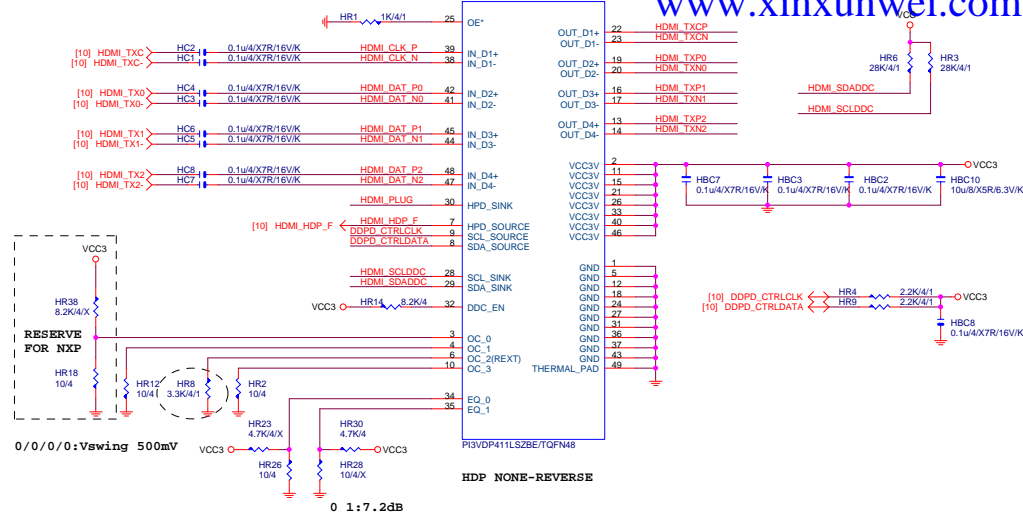 www.xinxunwei.com
HR1 1K/4/1
25 OE*
OUT_D1+ 22 HDMI_TXCP
OUT_D1- 23 HDMI_TXCN
OUT_D2+ 19 HDMI_TXP0
OUT_D2- 20 HDMI_TXN0
OUT_D3+ 16 HDMI_TXP1
OUT_D3- 17 HDMI_TXN1
OUT_D4+ 13 HDMI_TXP2
OUT_D4- 14 HDMI_TXN2
[10] HDMI_TXC HC2 0.1u/4/X7R/16V/K HDMI_CLK_P 39 IN_D1+
[10] HDMI_TXC- HC1 0.1u/4/X7R/16V/K HDMI_CLK_N 38 IN_D1-
[10] HDMI_TX0 HC4 0.1u/4/X7R/16V/K HDMI_DAT_P0 42 IN_D2+
[10] HDMI_TX0- HC3 0.1u/4/X7R/16V/K HDMI_DAT_N0 41 IN_D2-
[10] HDMI_TX1 HC6 0.1u/4/X7R/16V/K HDMI_DAT_P1 45 IN_D3+
[10] HDMI_TX1- HC5 0.1u/4/X7R/16V/K HDMI_DAT_N1 44 IN_D3-
[10] HDMI_TX2 HC8 0.1u/4/X7R/16V/K HDMI_DAT_P2 48 IN_D4+
[10] HDMI_TX2- HC7 0.1u/4/X7R/16V/K HDMI_DAT_N2 47 IN_D4-
HDMI_PLUG 30 HPD_SINK
[10] HDMI_HDP_F HDMI_HDP_F 7 HPD_SOURCE
DDPD_CTRLCLK 9 SCL_SOURCE
DDPD_CTRLDATA 8 SDA_SOURCE
HDMI_SCLDDC 28 SCL_SINK
HDMI_SDADDC 29 SDA_SINK
VCC3 HR14 8.2K/4 32 DDC_EN
3 OC_0
4 OC_1
6 OC_2(REXT)
10 OC_3
34 EQ_0
35 EQ_1
VCC3V 2
VCC3V 11
VCC3V 15
VCC3V 21
VCC3V 26
VCC3V 33
VCC3V 40
VCC3V 46
GND 1
GND 5
GND 12
GND 18
GND 24
GND 27
GND 31
GND 36
GND 37
GND 43
THERMAL_PAD 49
VCC3
HR38
8.2K/4/X
RESERVE
FOR NXP
HR18
10/4
HR12
10/4
HR8
3.3K/4/1
HR2
10/4
0/0/0/0:Vswing 500mV
VCC3
HR23
4.7K/4/X
HR26
10/4
HR30
4.7K/4
VCC3
HR28
10/4/X
0 1:7.2dB
PI3VDP411LSZBE/TQFN48
HDP NONE-REVERSE
HR6
28K/4/1
HR3
28K/4/1
HDMI_SDADDC
HDMI_SCLDDC
VCC3
HBC7
0.1u/4/X7R/16V/K
HBC3
0.1u/4/X7R/16V/K
HBC2
0.1u/4/X7R/16V/K
HBC10
10u/8/X5R/6.3V/K
[10] DDPD_CTRLCLK HR4 2.2K/4/1
[10] DDPD_CTRLDATA HR9 2.2K/4/1
VCC3
HBC8
0.1u/4/X7R/16V/K